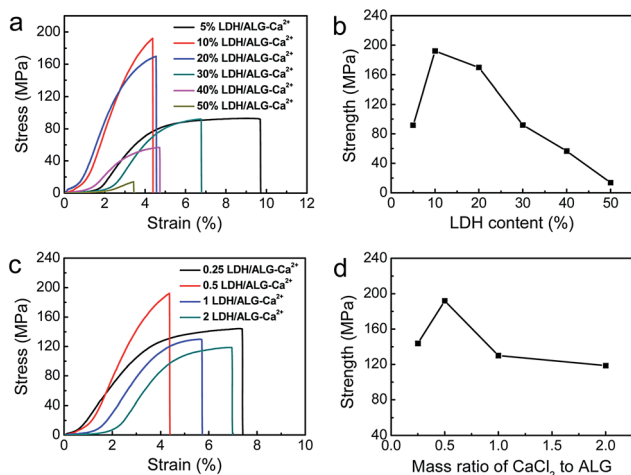 a
Stress (MPa)
200
160
120
80
40
0
5% LDH/ALG-Ca²⁺
10% LDH/ALG-Ca²⁺
20% LDH/ALG-Ca²⁺
30% LDH/ALG-Ca²⁺
40% LDH/ALG-Ca²⁺
50% LDH/ALG-Ca²⁺
0 2 4 6 8 10 12
Strain (%)
b
Strength (MPa)
240
200
160
120
80
40
0
0 10 20 30 40 50
LDH content (%)
c
Stress (MPa)
240
200
160
120
80
40
0
0.25 LDH/ALG-Ca²⁺
0.5 LDH/ALG-Ca²⁺
1 LDH/ALG-Ca²⁺
2 LDH/ALG-Ca²⁺
0 2 4 6 8 10
Strain (%)
d
Strength (MPa)
240
200
160
120
80
40
0.0 0.5 1.0 1.5 2.0
Mass ratio of CaCl₂ to ALG